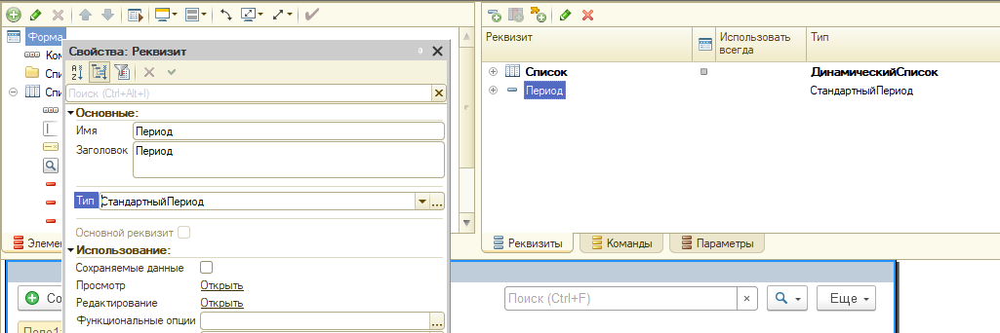 Форма
Ком
Спи
Спи
Элемен
Свойства: Реквизит
Поиск (Ctrl+Alt+I)
Основные:
Имя
Период
Заголовок
Период
Тип
СтандартныйПериод
Основной реквизит
Использование:
Сохраняемые данные
Просмотр
Открыть
Редактирование
Открыть
Функциональные опции
Реквизит
Использовать
всегда
Тип
Список
ДинамическийСписок
Период
СтандартныйПериод
Реквизиты
Команды
Параметры
Со
Поиск (Ctrl+F)
Еще